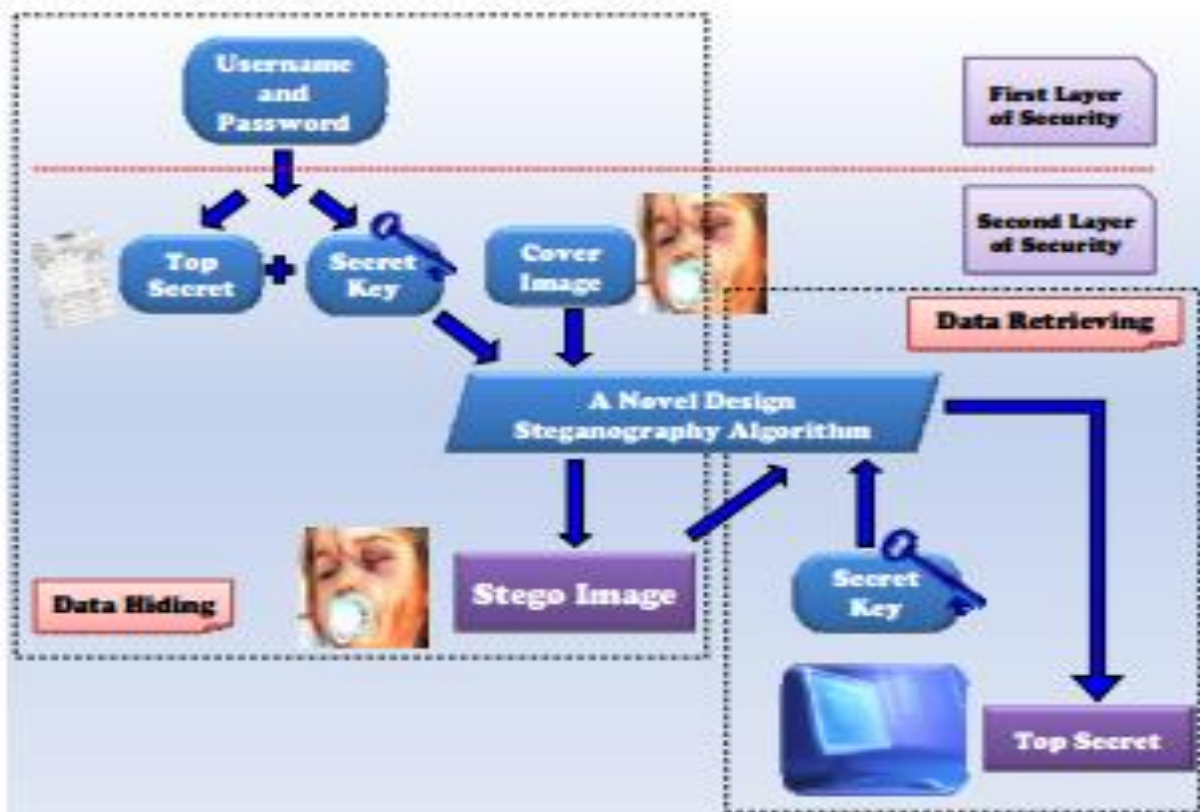 Username
and
Password
First Layer
of Security
Second Layer
of Security
Top
Secret
Secret
Key
Cover
Image
Data Retrieving
A Novel Design
Steganography Algorithm
Data Hiding
Stego Image
Secret
Key
Top Secret